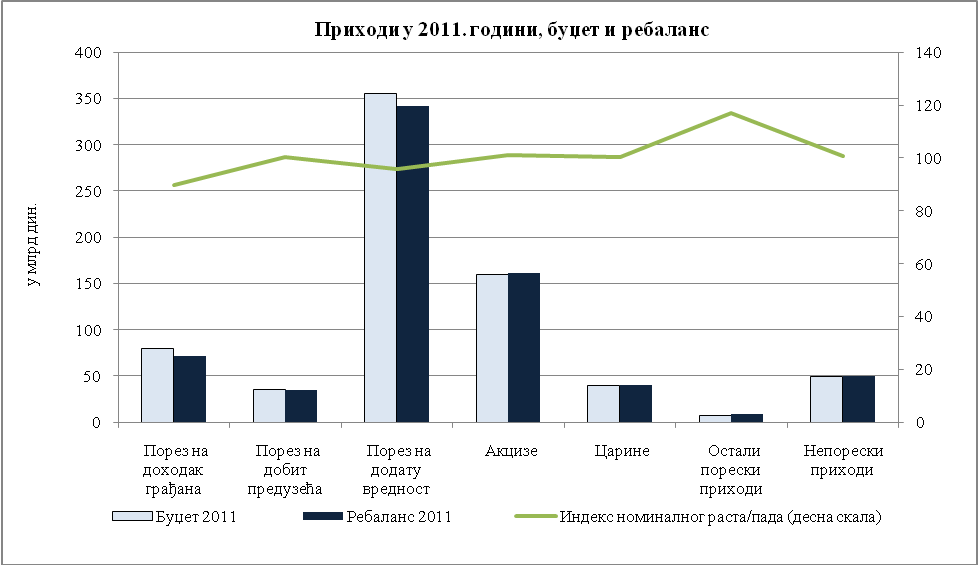 Приходи у 2011. години, буџет и ребаланс
400
350
300
250
200
150
100
50
0
у млрд дин.
140
120
100
80
60
40
20
0
Порез на
доходак
грађана
Порез на
добит
предузећа
Порез на
додату
вредност
Акцизе
Царине
Остали
порески
приходи
Непорески
приходи
Буџет 2011
Ребаланс 2011
Индекс номиналног раста/пада (десна скала)